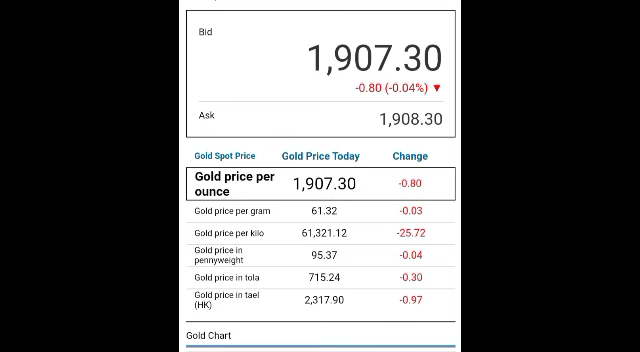 Bid
1,907.30
-0.80 (-0.04%) ▼
Ask
1,908.30
Gold Spot Price Gold Price Today Change
Gold price per ounce 1,907.30 -0.80
Gold price per gram 61.32 -0.03
Gold price per kilo 61,321.12 -25.72
Gold price in pennyweight 95.37 -0.04
Gold price in tola 715.24 -0.30
Gold price in tael (HK) 2,317.90 -0.97
Gold Chart